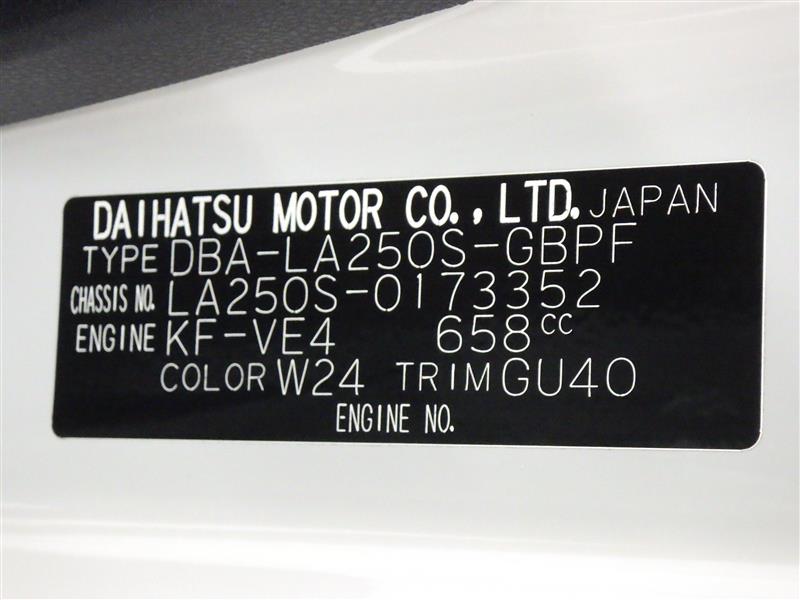 DAIHATSU MOTOR CO., LTD. JAPAN
TYPE DBA-LA250S-GBPF
CHASSIS NO. LA250S-0173352
ENGINE KF-VE4 658CC
COLOR W24 TRIM GU40
ENGINE NO.